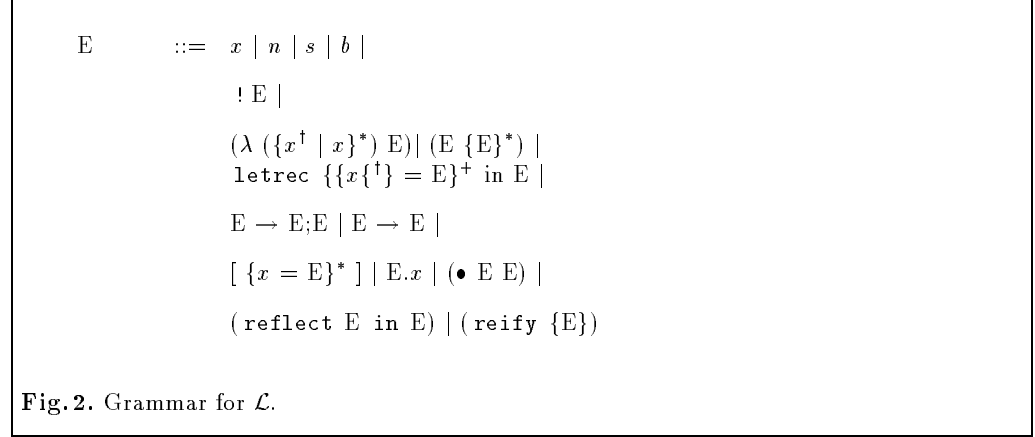 E ::= x | n | s | b |
! E |
(λ ({x† | x}*) E)| (E {E}*) |
letrec {{x{†} = E}+ in E |
E → E;E | E → E |
[ {x = E}* ] | E.x | (• E E) |
(reflect E in E) | (reify {E})
Fig.2. Grammar for ℒ.